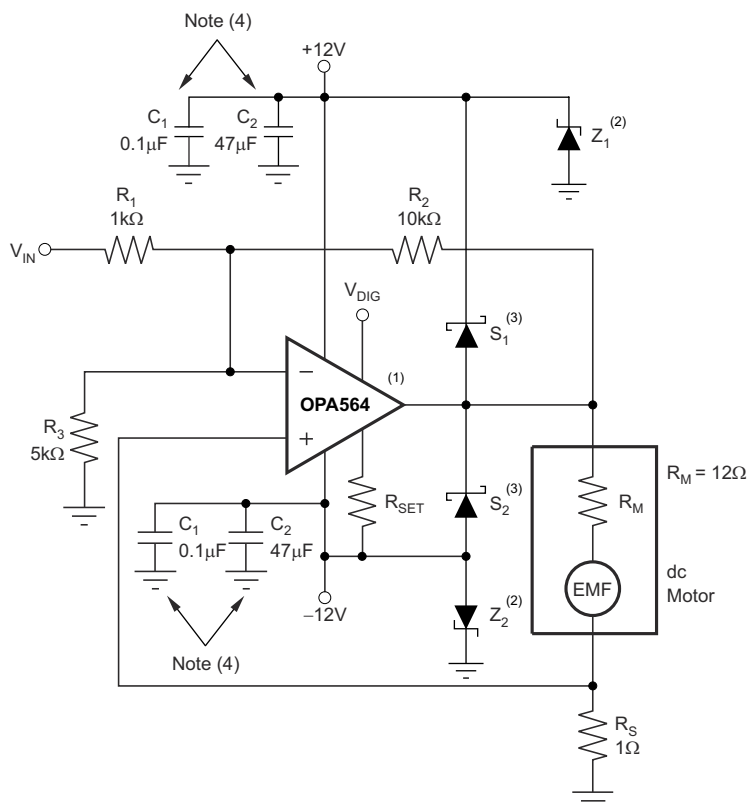 Note (4)
+12V
C1
0.1μF
C2
47μF
Z1(2)
R1
1kΩ
R2
10kΩ
VIN
VDIG
S1(3)
−
(1)
OPA564
+
R3
5kΩ
RM = 12Ω
RM
C1
0.1μF
C2
47μF
RSET
S2(3)
EMF
dc
Motor
−12V
Z2(2)
Note (4)
RS
1Ω